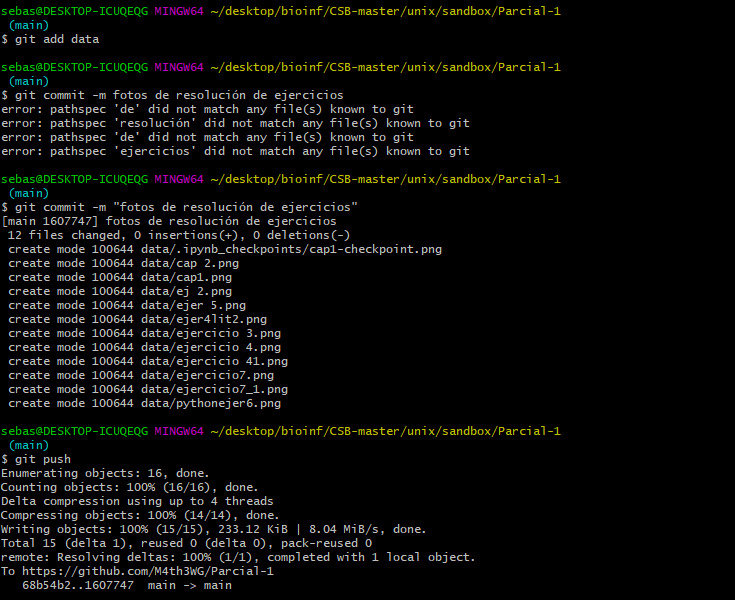 sebas@DESKTOP-ICUQEQG MINGW64 ~/desktop/bioinf/CSB-master/unix/sandbox/Parcial-1
(main)
$ git add data
sebas@DESKTOP-ICUQEQG MINGW64 ~/desktop/bioinf/CSB-master/unix/sandbox/Parcial-1
(main)
$ git commit -m fotos de resolución de ejercicios
error: pathspec 'de' did not match any file(s) known to git
error: pathspec 'resolución' did not match any file(s) known to git
error: pathspec 'de' did not match any file(s) known to git
error: pathspec 'ejercicios' did not match any file(s) known to git
sebas@DESKTOP-ICUQEQG MINGW64 ~/desktop/bioinf/CSB-master/unix/sandbox/Parcial-1
(main)
$ git commit -m "fotos de resolución de ejercicios"
[main 1607747] fotos de resolución de ejercicios
12 files changed, 0 insertions(+), 0 deletions(-)
create mode 100644 data/.ipynb_checkpoints/cap1-checkpoint.png
create mode 100644 data/cap 2.png
create mode 100644 data/cap1.png
create mode 100644 data/ej 2.png
create mode 100644 data/ejer 5.png
create mode 100644 data/ejer4lit2.png
create mode 100644 data/ejercicio 3.png
create mode 100644 data/ejercicio 4.png
create mode 100644 data/ejercicio 41.png
create mode 100644 data/ejercicio7.png
create mode 100644 data/ejercicio7_1.png
create mode 100644 data/pythonejer6.png
sebas@DESKTOP-ICUQEQG MINGW64 ~/desktop/bioinf/CSB-master/unix/sandbox/Parcial-1
(main)
$ git push
Enumerating objects: 16, done.
Counting objects: 100% (16/16), done.
Delta compression using up to 4 threads
Compressing objects: 100% (14/14), done.
Writing objects: 100% (15/15), 233.12 KiB | 8.04 MiB/s, done.
Total 15 (delta 1), reused 0 (delta 0), pack-reused 0
remote: Resolving deltas: 100% (1/1), completed with 1 local object.
To https://github.com/M4th3WG/Parcial-1
68b54b2..1607747  main -> main